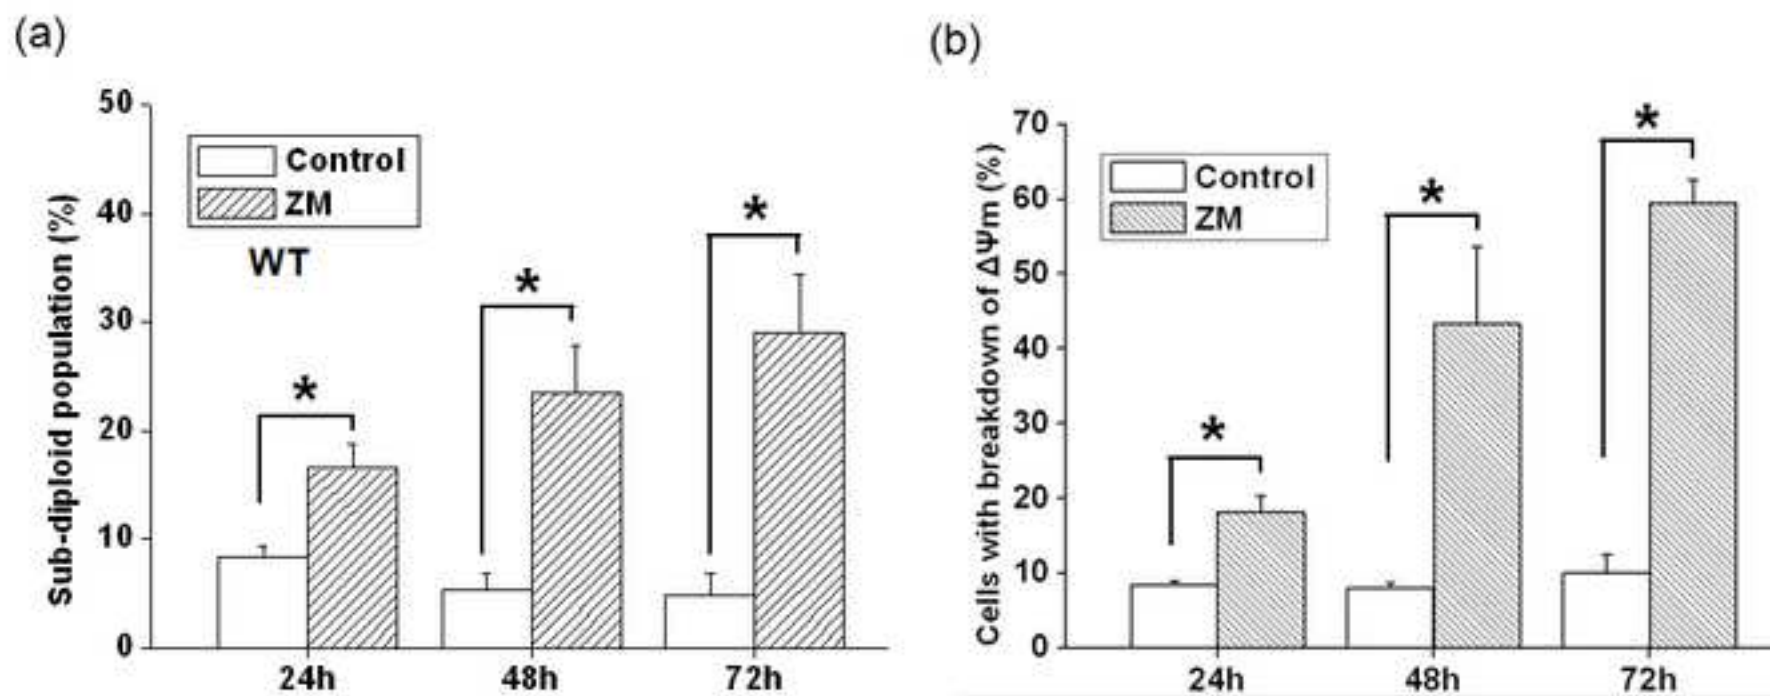 (a)
Sub-diploid population (%)
50
40
30
20
10
0
Control
ZM
WT
*
*
*
24h
48h
72h
(b)
Cells with breakdown of ΔΨm (%)
70
60
50
40
30
20
10
0
Control
ZM
*
*
*
24h
48h
72h